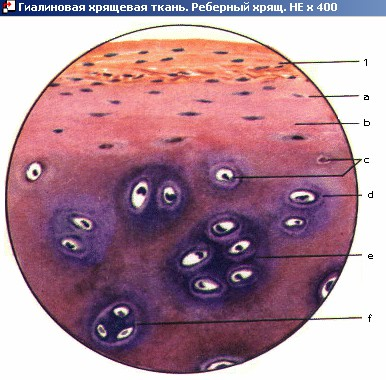 Гиалиновая хрящевая ткань. Реберный хрящ. НЕ х 400
1
a
b
c
d
e
f